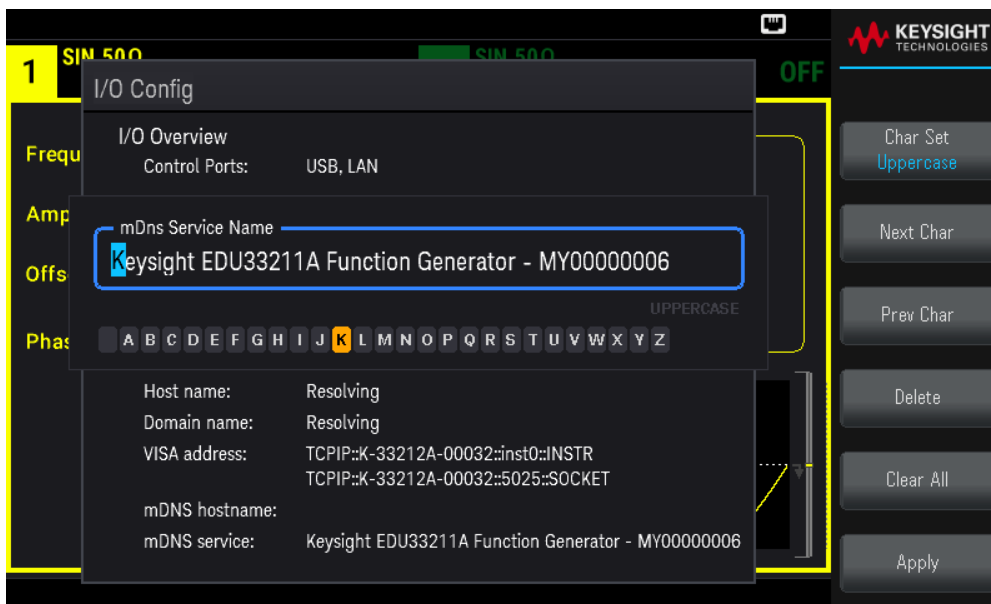 KEYSIGHT
TECHNOLOGIES
1 SIN 50Ω
SIN 50Ω
OFF
I/O Config
I/O Overview
Control Ports: USB, LAN
mDns Service Name
Keysight EDU33211A Function Generator - MY00000006
UPPERCASE
A B C D E F G H I J K L M N O P Q R S T U V W X Y Z
Host name: Resolving
Domain name: Resolving
VISA address: TCPIP::K-33212A-00032::inst0::INSTR
TCPIP::K-33212A-00032::5025::SOCKET
mDNS hostname:
mDNS service: Keysight EDU33211A Function Generator - MY00000006
Frequ
Amp
Offs
Phas
Char Set
Uppercase
Next Char
Prev Char
Delete
Clear All
Apply